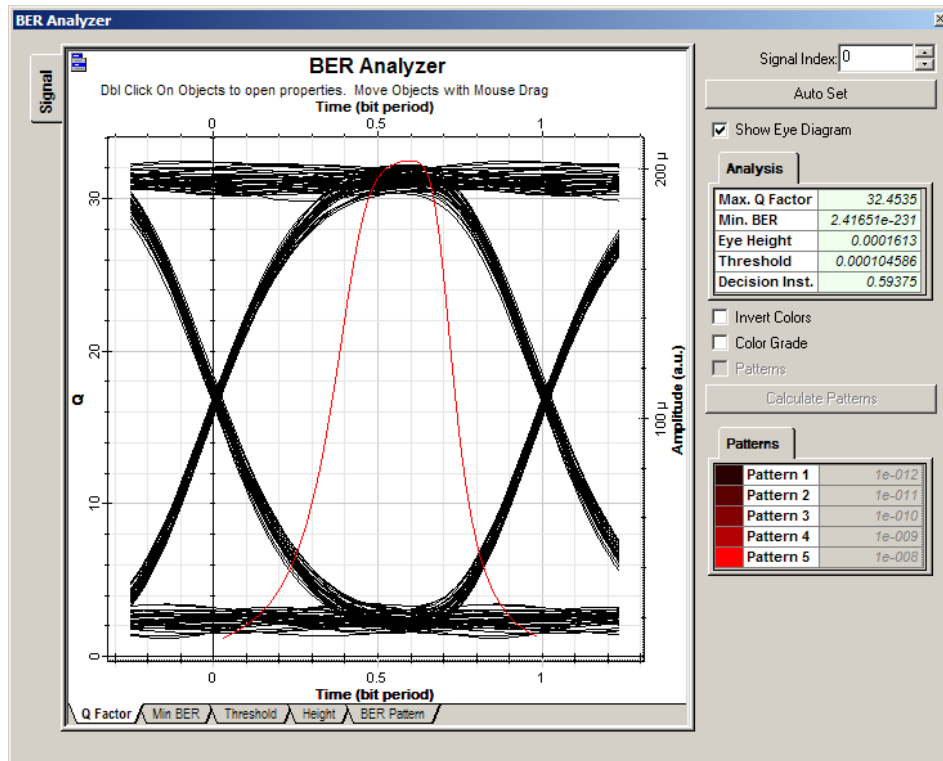 BER Analyzer
Signal
BER Analyzer
Dbl Click On Objects to open properties. Move Objects with Mouse Drag
Time (bit period)
0 0.5 1
Q
0 10 20 30
100 µ 200 µ
Amplitude (a.u.)
0 0.5 1
Time (bit period)
Q Factor Min BER Threshold Height BER Pattern
Signal Index: 0
Auto Set
Show Eye Diagram
Analysis
Max. Q Factor 32.4535
Min. BER 2.41651e-231
Eye Height 0.0001613
Threshold 0.000104586
Decision Inst. 0.59375
Invert Colors
Color Grade
Patterns
Calculate Patterns
Patterns
Pattern 1 1e-012
Pattern 2 1e-011
Pattern 3 1e-010
Pattern 4 1e-009
Pattern 5 1e-008